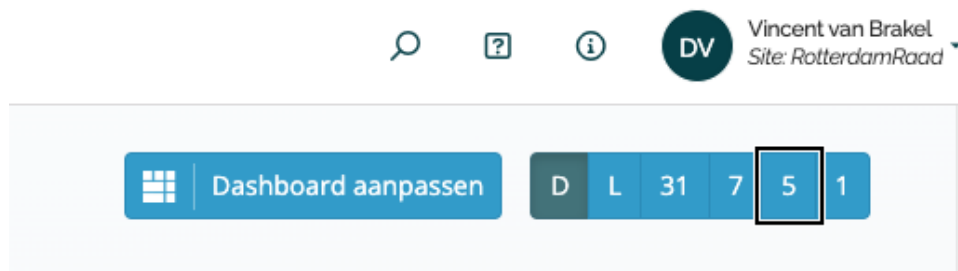 DV
Vincent van Brakel
Site: RotterdamRaad
Dashboard aanpassen
D L 31 7 5 1